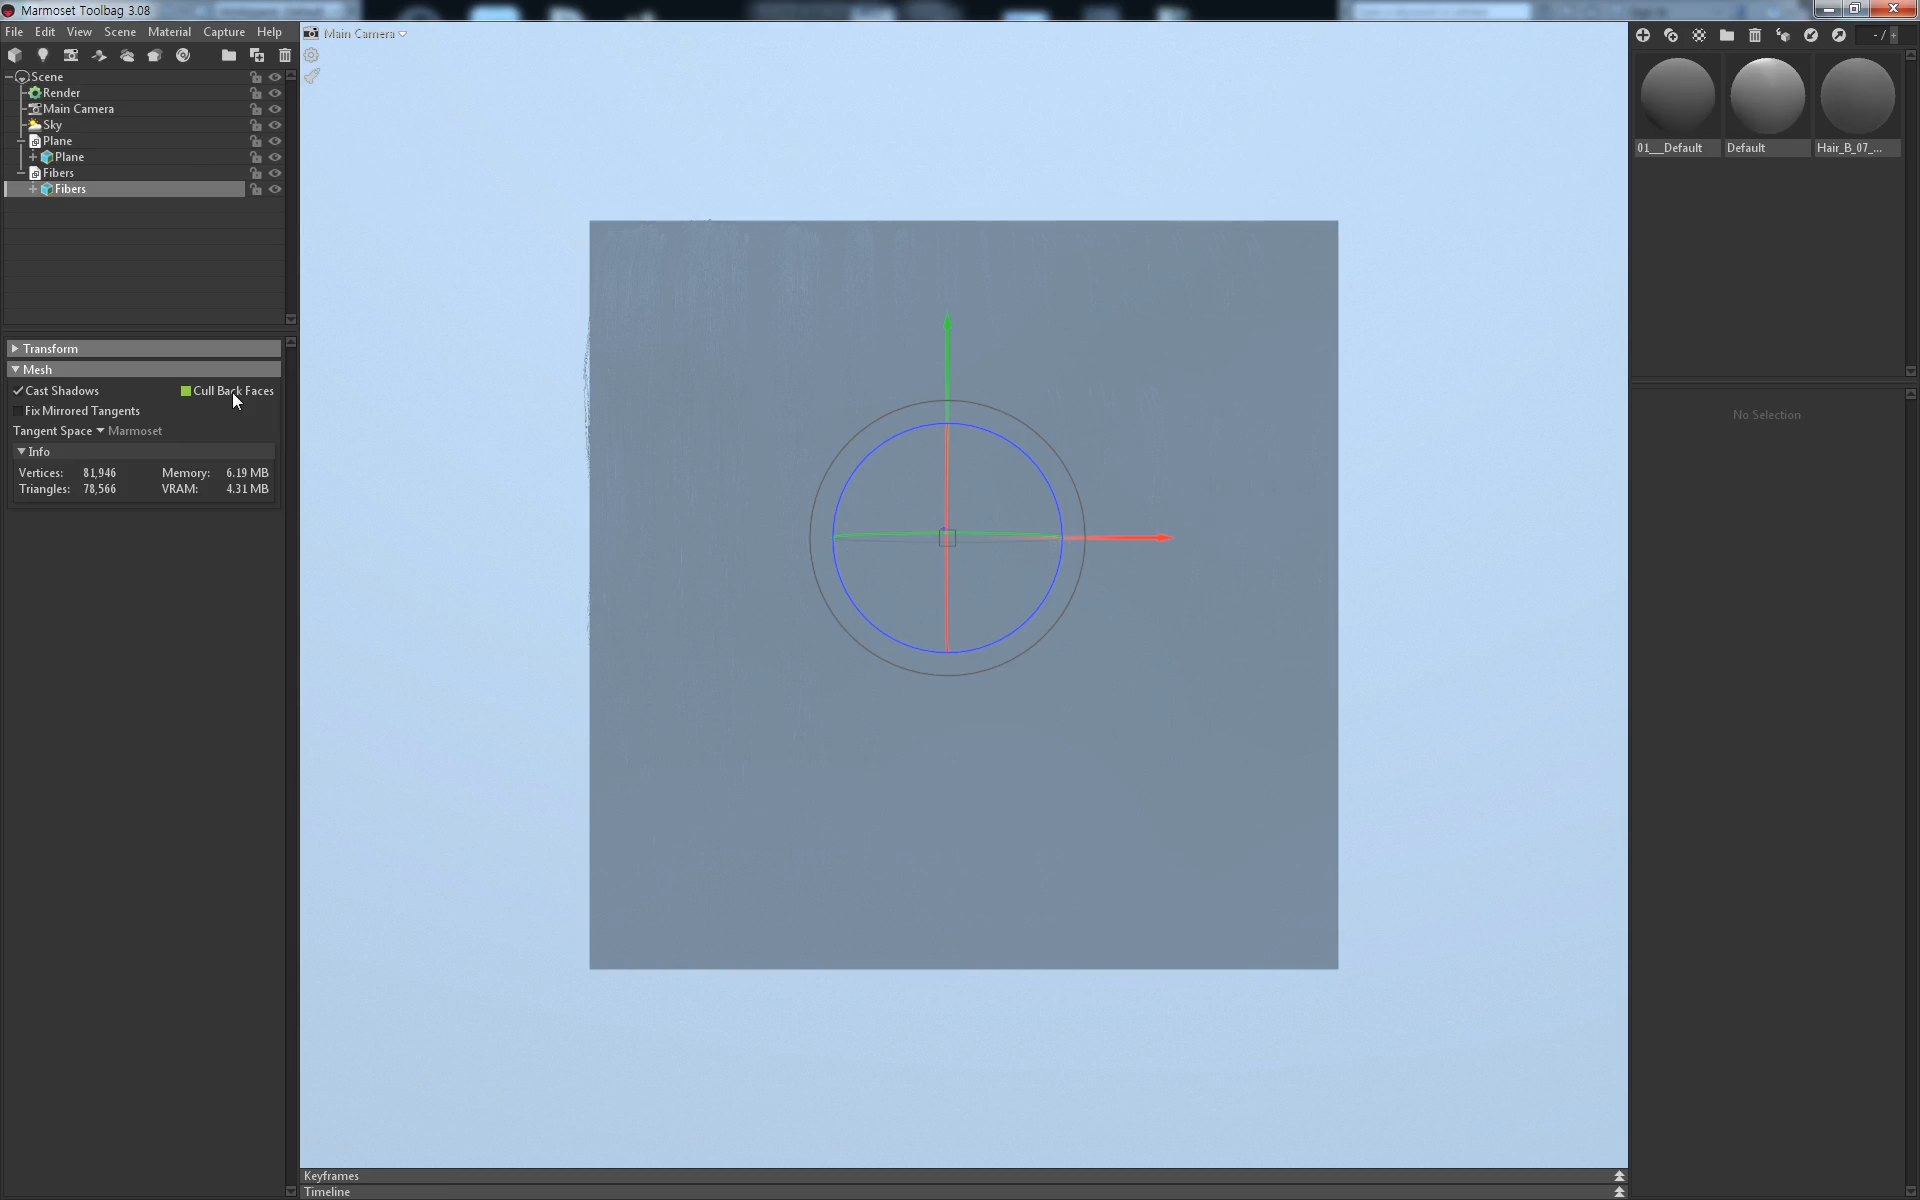 Marmoset Toolbag 3.08
File Edit View Scene Material Capture Help
Main Camera
- / +
Scene
Render
Main Camera
Sky
Plane
Plane
Fibers
Fibers
01__Default Default Hair_B_07_...
Transform
Mesh
Cast Shadows Cull Back Faces
Fix Mirrored Tangents
Tangent Space Marmoset
Info
Vertices: 81,946 Memory: 6.19 MB
Triangles: 78,566 VRAM: 4.31 MB
No Selection
Keyframes
Timeline